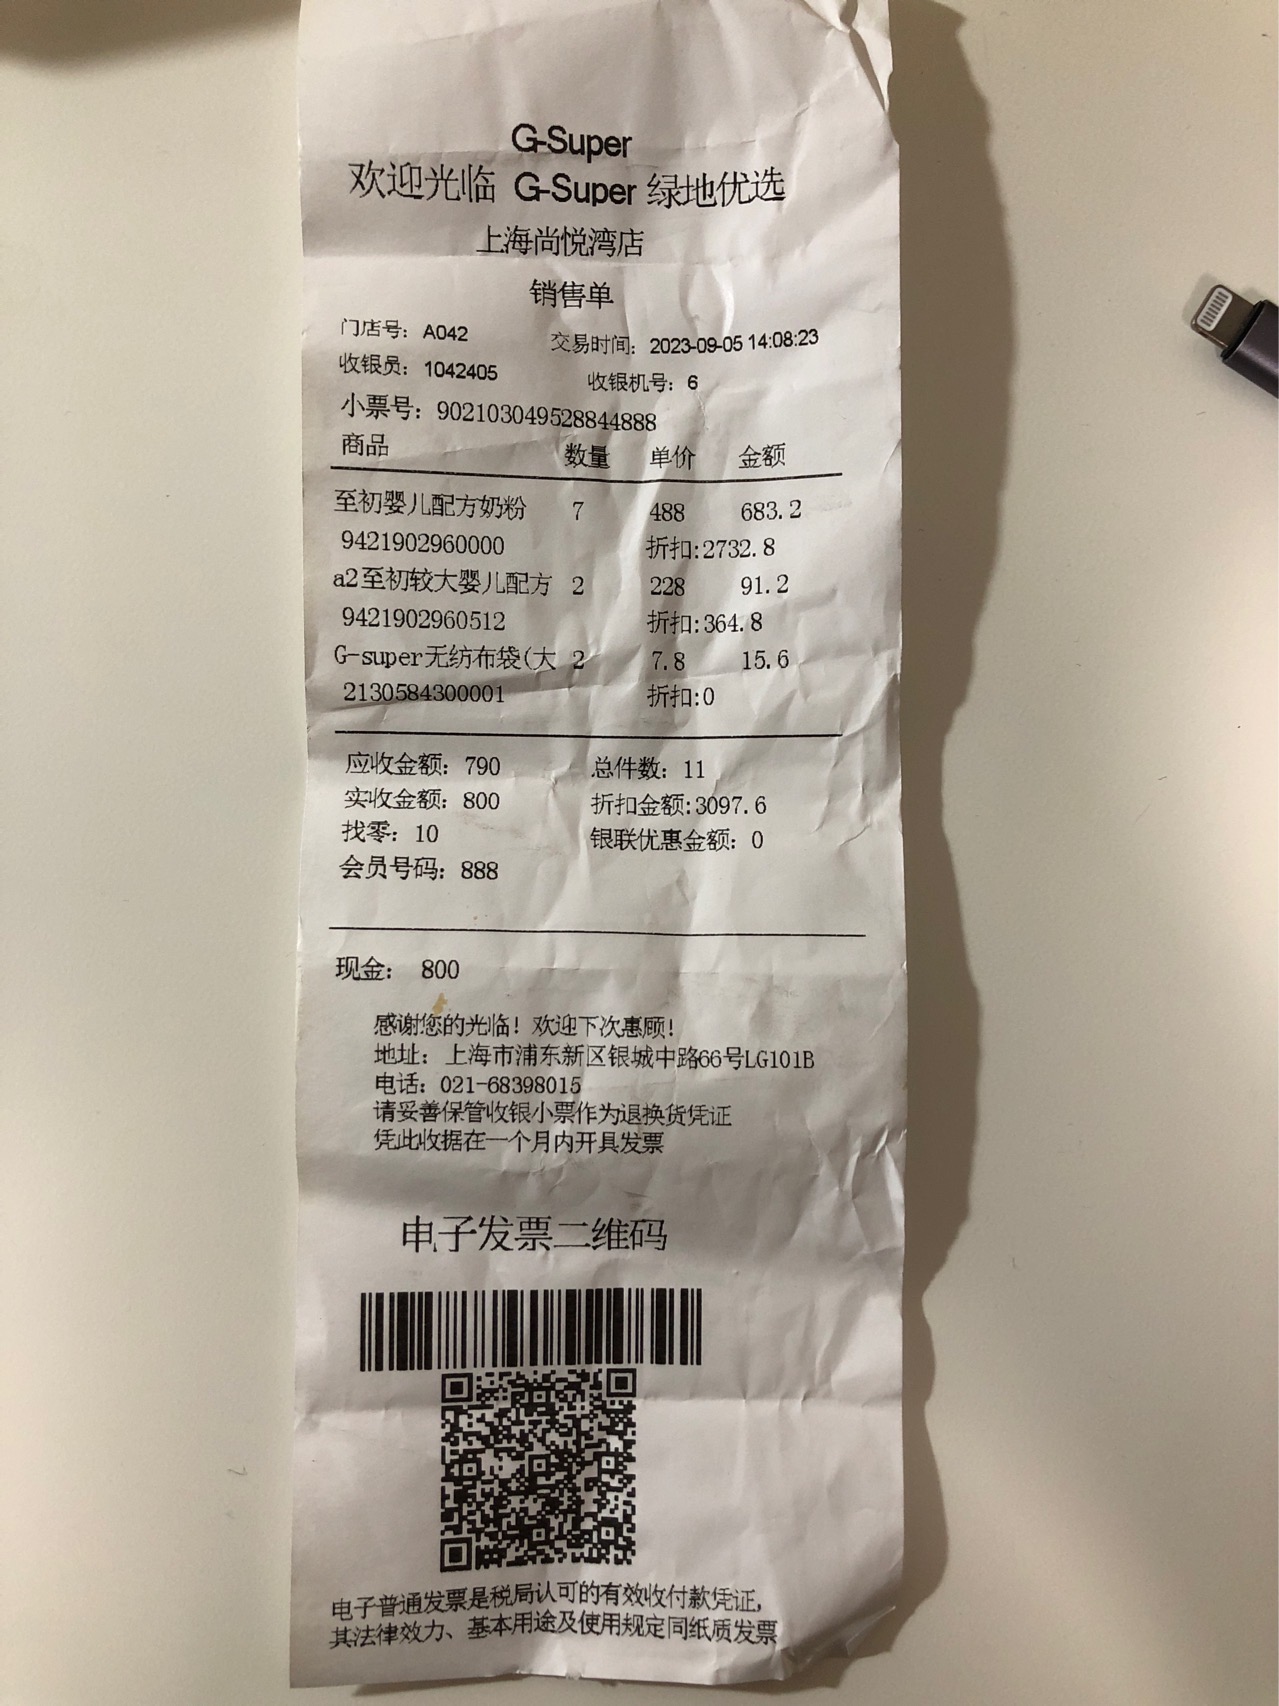 G-Super
欢迎光临 G-Super 绿地优选
上海尚悦湾店
销售单
门店号：A042 交易时间：2023-09-05 14:08:23
收银员：1042405 收银机号：6
小票号：902103049528844888
商品 数量 单价 金额
至初婴儿配方奶粉 7 488 683.2
9421902960000 折扣:2732.8
a2至初较大婴儿配方 2 228 91.2
9421902960512 折扣:364.8
G-super无纺布袋(大 2 7.8 15.6
2130584300001 折扣:0
应收金额：790 总件数：11
实收金额：800 折扣金额:3097.6
找零：10 银联优惠金额：0
会员号码：888
现金： 800
感谢您的光临！欢迎下次惠顾！
地址：上海市浦东新区银城中路66号LG101B
电话：021-68398015
请妥善保管收银小票作为退换货凭证
凭此收据在一个月内开具发票
电子发票二维码
电子普通发票是税局认可的有效收付款凭证,
其法律效力、基本用途及使用规定同纸质发票